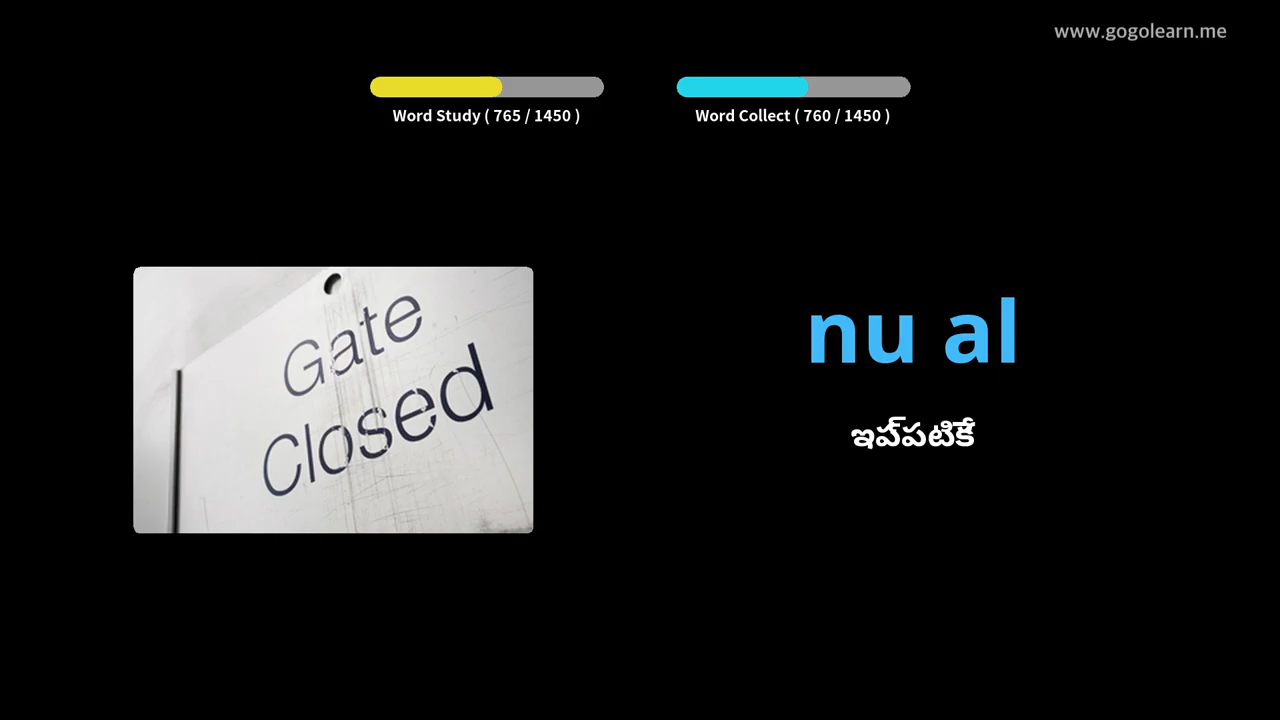 www.gogolearn.me
Word Study ( 765 / 1450 )
Word Collect ( 760 / 1450 )
Gate
Closed
nu al
ఇప్పటికే